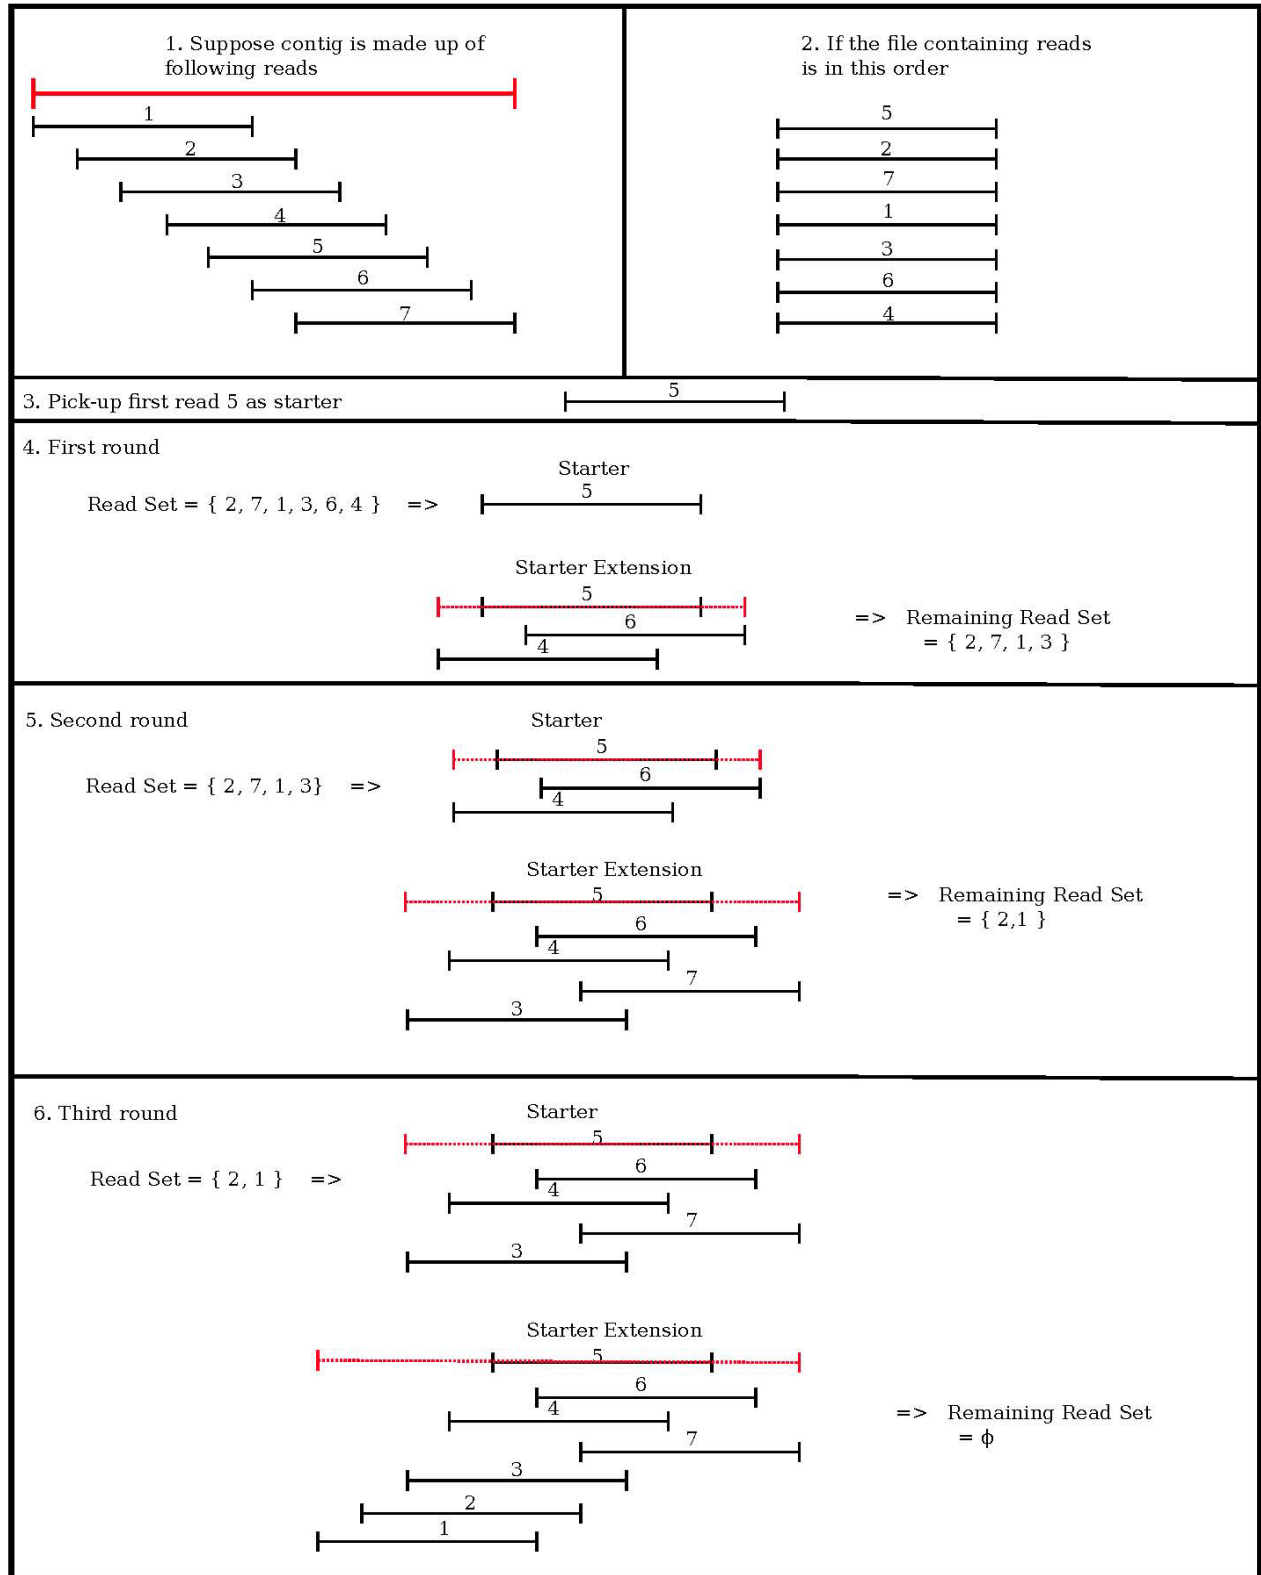 1. Suppose contig is made up of
following reads
1
2
3
4
5
6
7
2. If the file containing reads
is in this order
5
2
7
1
3
6
4
3. Pick-up first read 5 as starter
5
4. First round
Starter
5
Read Set = { 2, 7, 1, 3, 6, 4 } =>
Starter Extension
5
6
4
=> Remaining Read Set
= { 2, 7, 1, 3 }
5. Second round
Starter
5
Read Set = { 2, 7, 1, 3} =>
6
4
Starter Extension
5
6
4
7
3
=> Remaining Read Set
= { 2,1 }
6. Third round
Starter
5
Read Set = { 2, 1 } =>
6
4
7
3
Starter Extension
5
6
4
7
3
2
1
=> Remaining Read Set
= ϕ